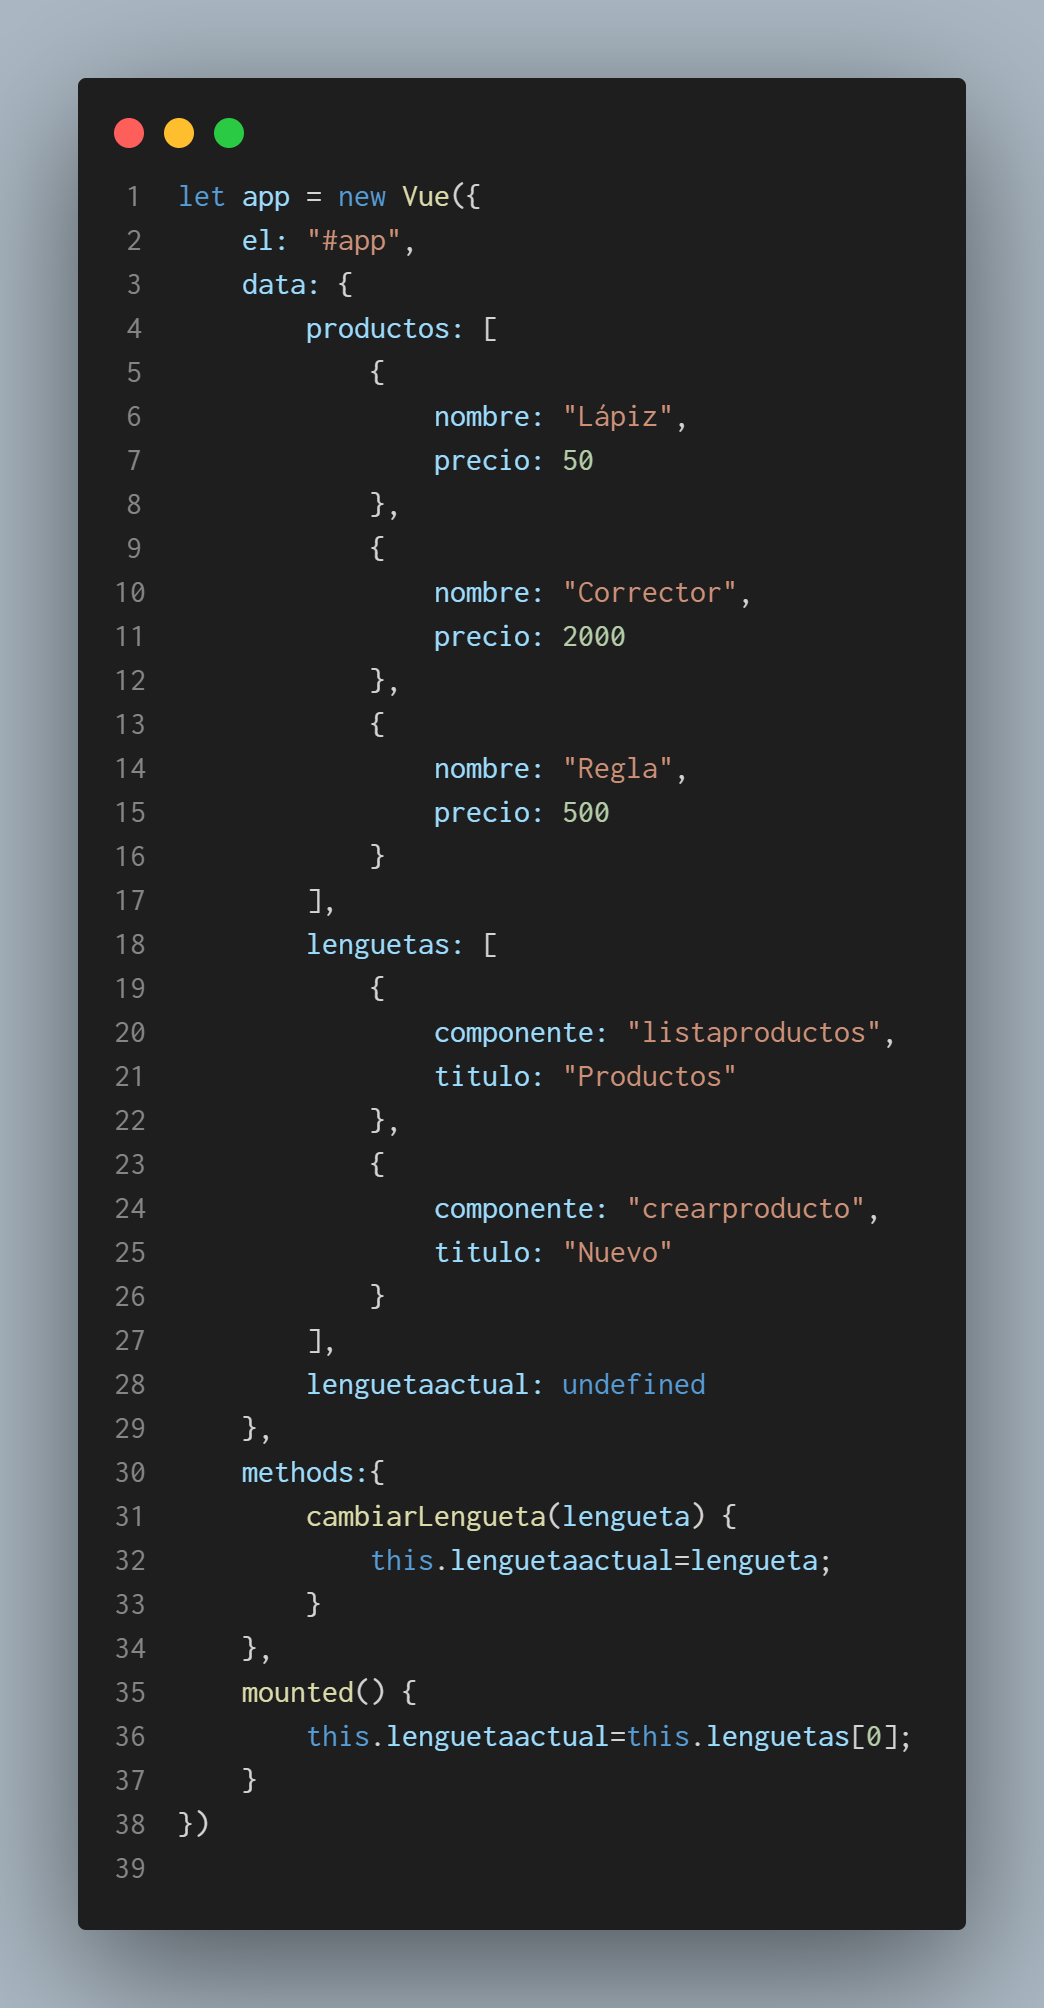 1 let app = new Vue({
2     el: "#app",
3     data: {
4         productos: [
5             {
6                 nombre: "Lápiz",
7                 precio: 50
8             },
9             {
10                 nombre: "Corrector",
11                 precio: 2000
12             },
13             {
14                 nombre: "Regla",
15                 precio: 500
16             }
17         ],
18         lenguetas: [
19             {
20                 componente: "listaproductos",
21                 titulo: "Productos"
22             },
23             {
24                 componente: "crearproducto",
25                 titulo: "Nuevo"
26             }
27         ],
28         lenguetaactual: undefined
29     },
30     methods:{
31         cambiarLengueta(lengueta) {
32             this.lenguetaactual=lengueta;
33         }
34     },
35     mounted() {
36         this.lenguetaactual=this.lenguetas[0];
37     }
38 })
39